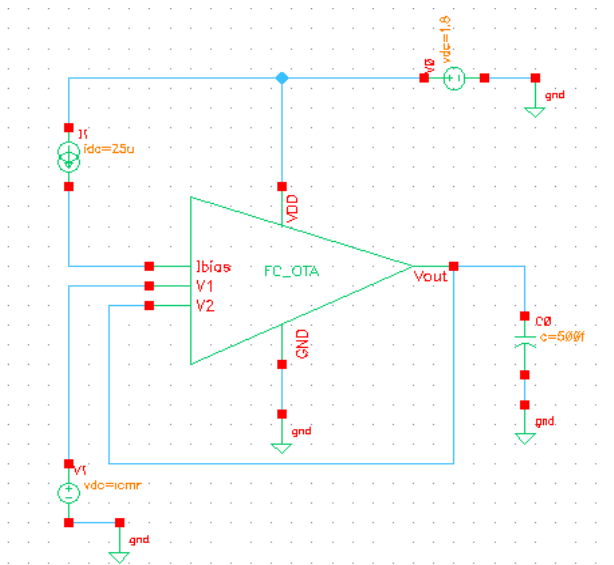 vdc=1.8
V0
gnd
I1
idc=25u
VDD
Ibias
V1
V2
FC_OTA
Vout
GND
C0
c=500f
gnd
gnd
V1
vdc=icmr
gnd